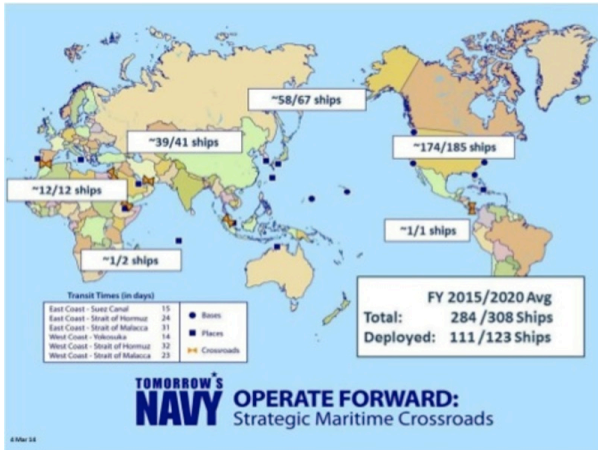 ~58/67 ships
~39/41 ships
~174/185 ships
~12/12 ships
~1/1 ships
~1/2 ships
FY 2015/2020 Avg
Total: 284/308 Ships
Deployed: 111/123 Ships
Transit Times (in days)
East Coast - Suez Canal 15
East Coast - Strait of Hormuz 24
East Coast - Strait of Malacca 31
West Coast - Yokosuka 14
West Coast - Strait of Hormuz 32
West Coast - Strait of Malacca 23
Bases
Places
Crossroads
TOMORROW'S
NAVY
OPERATE FORWARD:
Strategic Maritime Crossroads
4 Mar 14